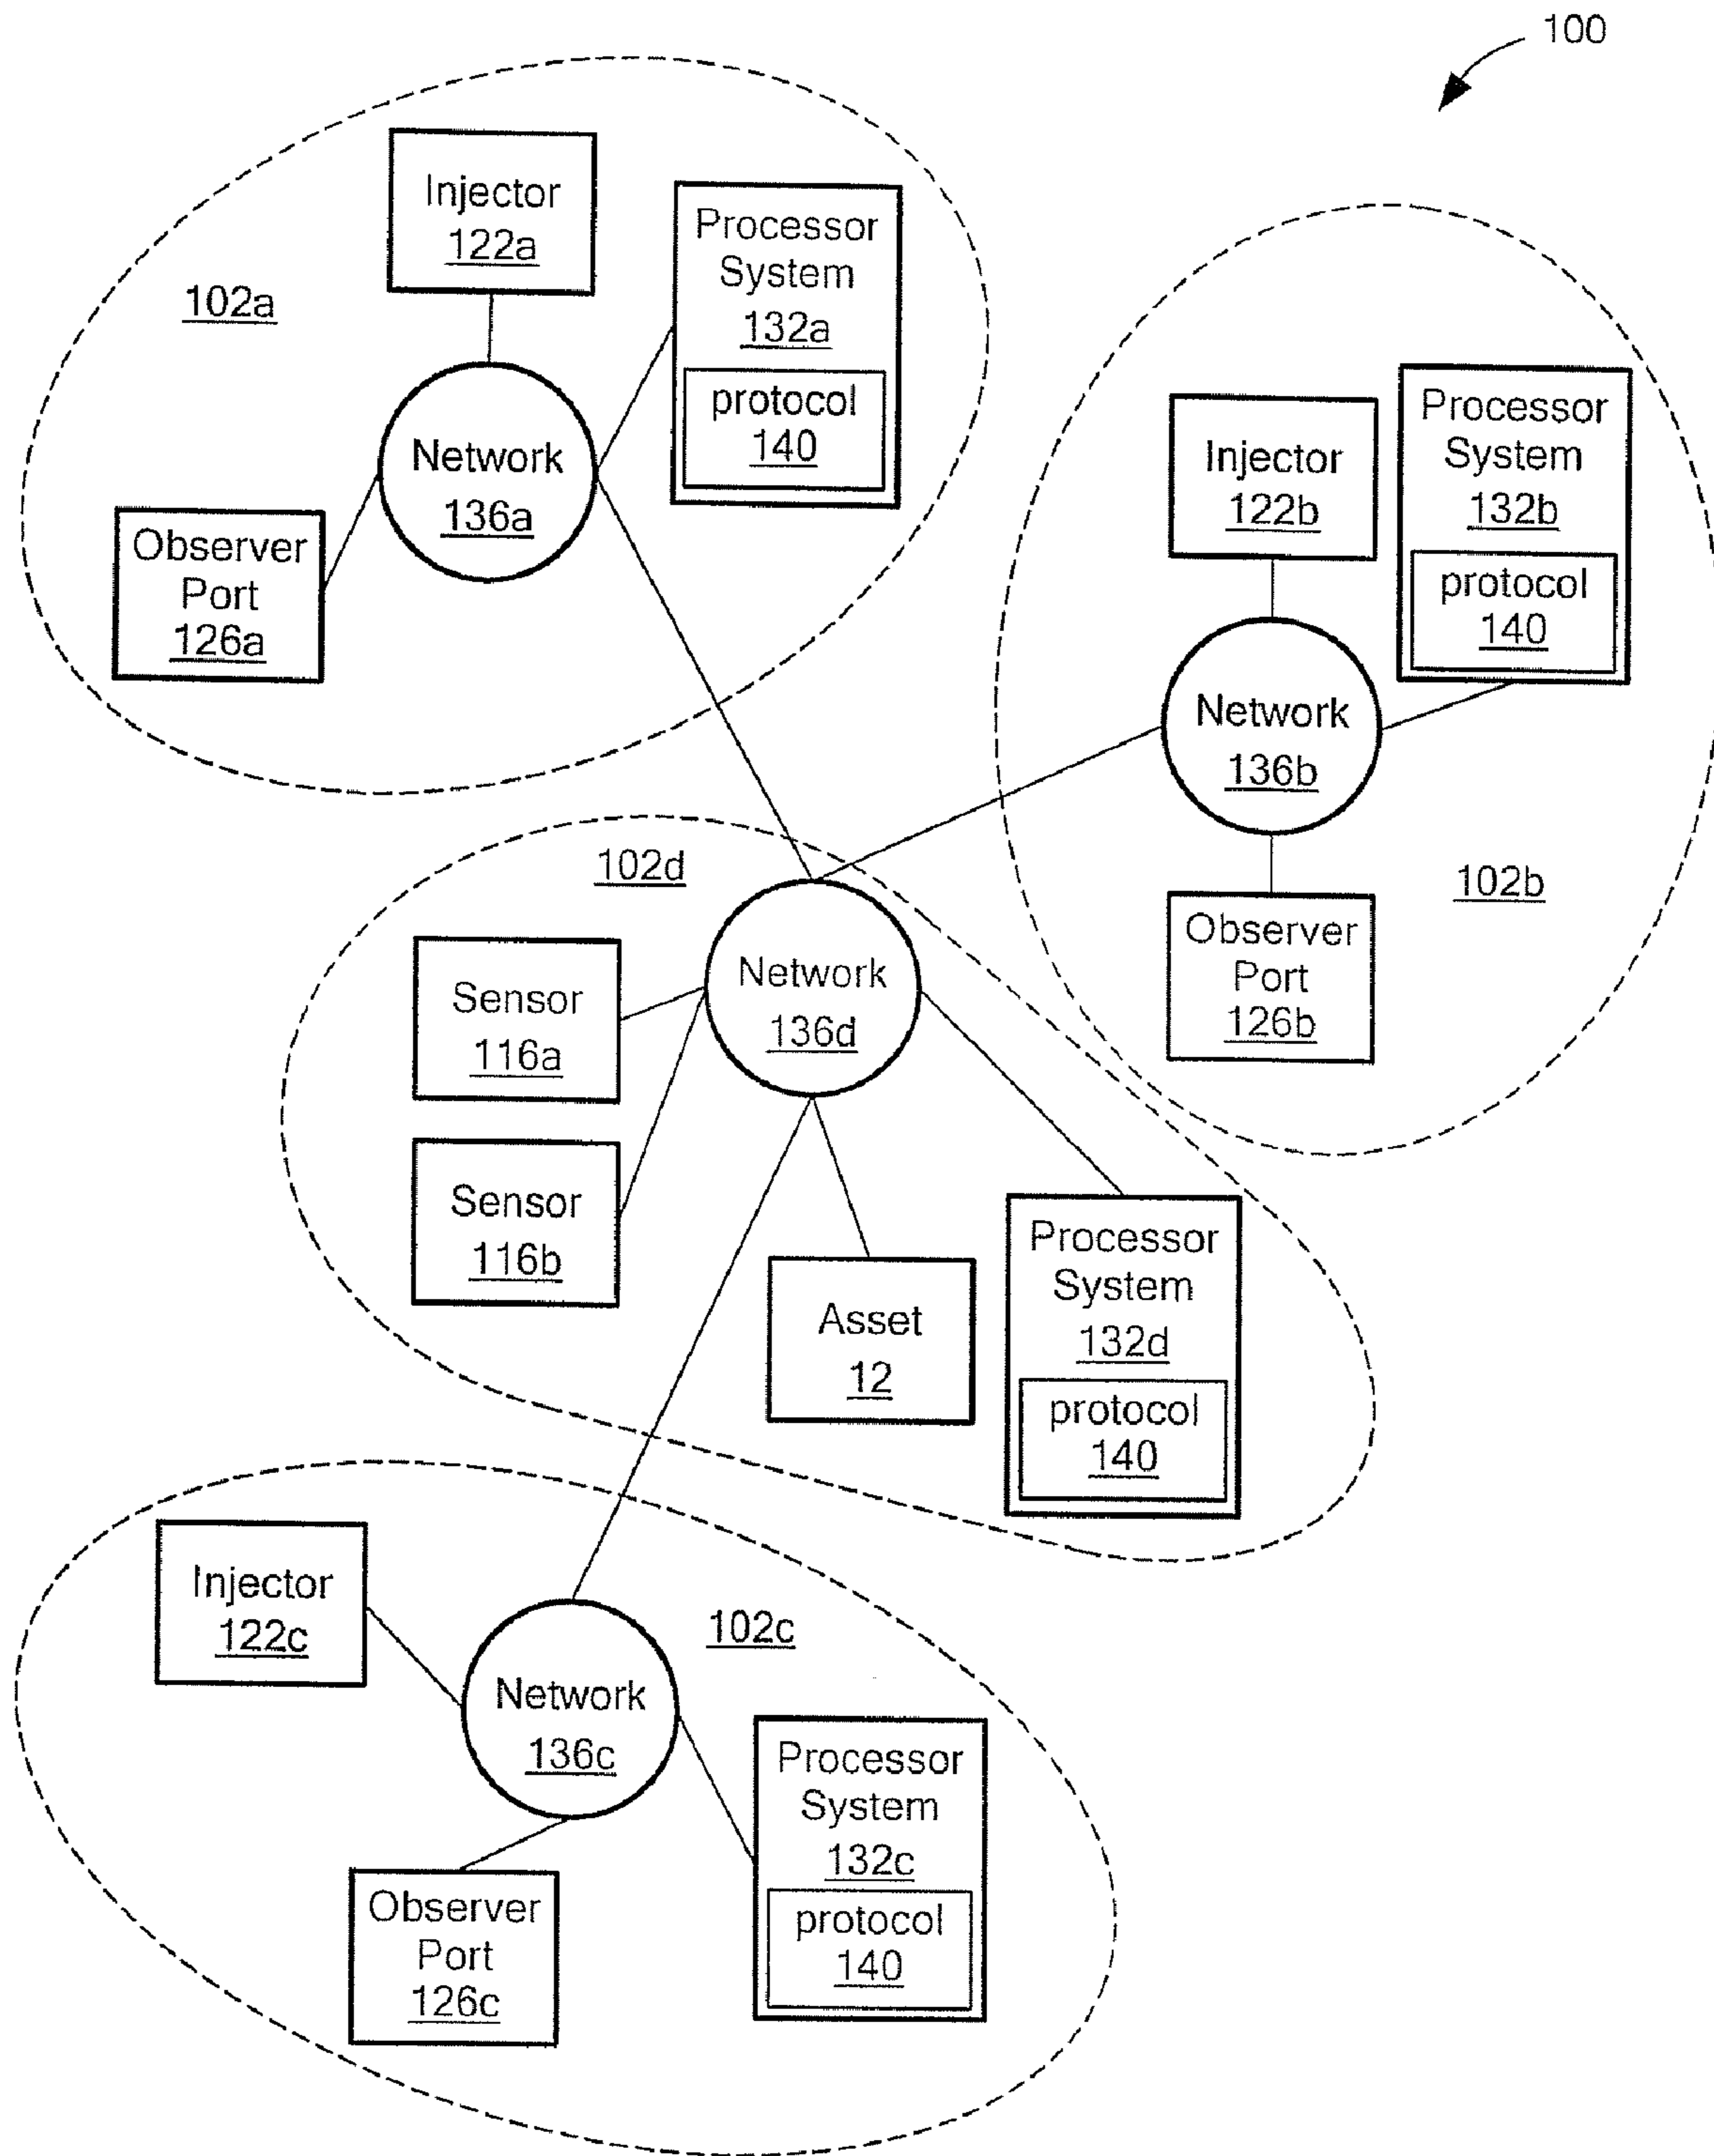 100
Injector
122a
Processor
System
132a
protocol
140
102a
Network
136a
Observer
Port
126a
Injector
122b
Processor
System
132b
protocol
140
Network
136b
102b
Observer
Port
126b
102d
Network
136d
Sensor
116a
Sensor
116b
Asset
12
Processor
System
132d
protocol
140
Injector
122c
102c
Network
136c
Processor
System
132c
protocol
140
Observer
Port
126c